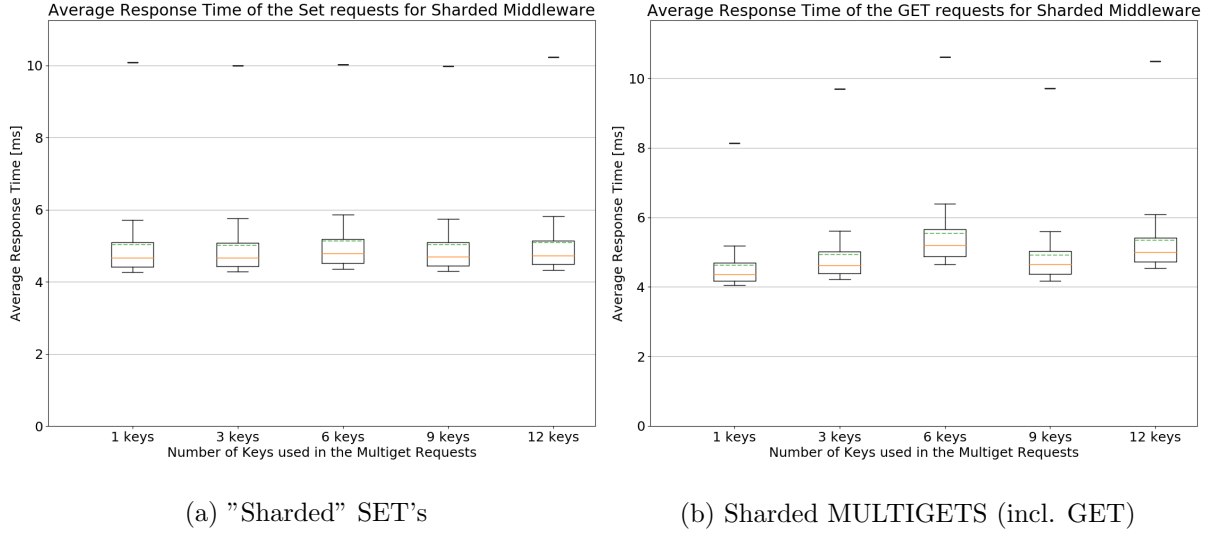 Average Response Time of the Set requests for Sharded Middleware
Average Response Time [ms]
10
8
6
4
2
0
1 keys 3 keys 6 keys 9 keys 12 keys
Number of Keys used in the Multiget Requests
(a) ”Sharded” SET's
Average Response Time of the GET requests for Sharded Middleware
Average Response Time [ms]
10
8
6
4
2
0
1 keys 3 keys 6 keys 9 keys 12 keys
Number of Keys used in the Multiget Requests
(b) Sharded MULTIGETS (incl. GET)